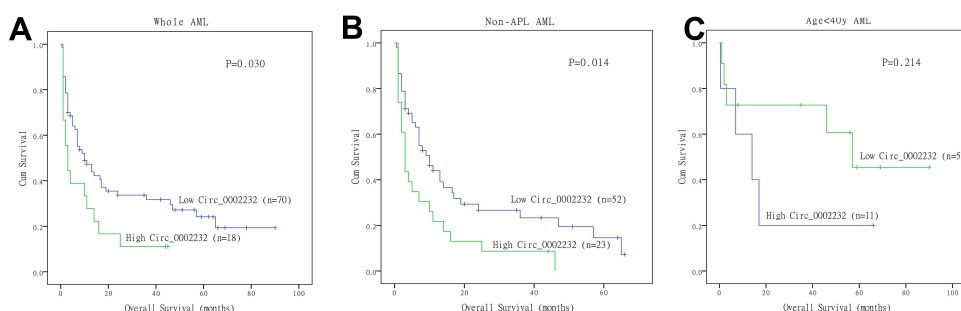 A
Whole AML
P=0.030
Cum Survival
1.0
0.8
0.6
0.4
0.2
0.0
Low Circ_0002232 (n=70)
High Circ_0002232 (n=18)
0 20 40 60 80 100
Overall Survival (months)
B
Non-APL AML
P=0.014
Cum Survival
1.0
0.8
0.6
0.4
0.2
0.0
Low Circ_0002232 (n=52)
High Circ_0002232 (n=23)
0 20 40 60
Overall Survival (months)
C
Age<40y AML
P=0.214
Cum Survival
1.0
0.8
0.6
0.4
0.2
0.0
Low Circ_0002232 (n=5
High Circ_0002232 (n=11)
0 20 40 60 80 100
Overall Survival (months)